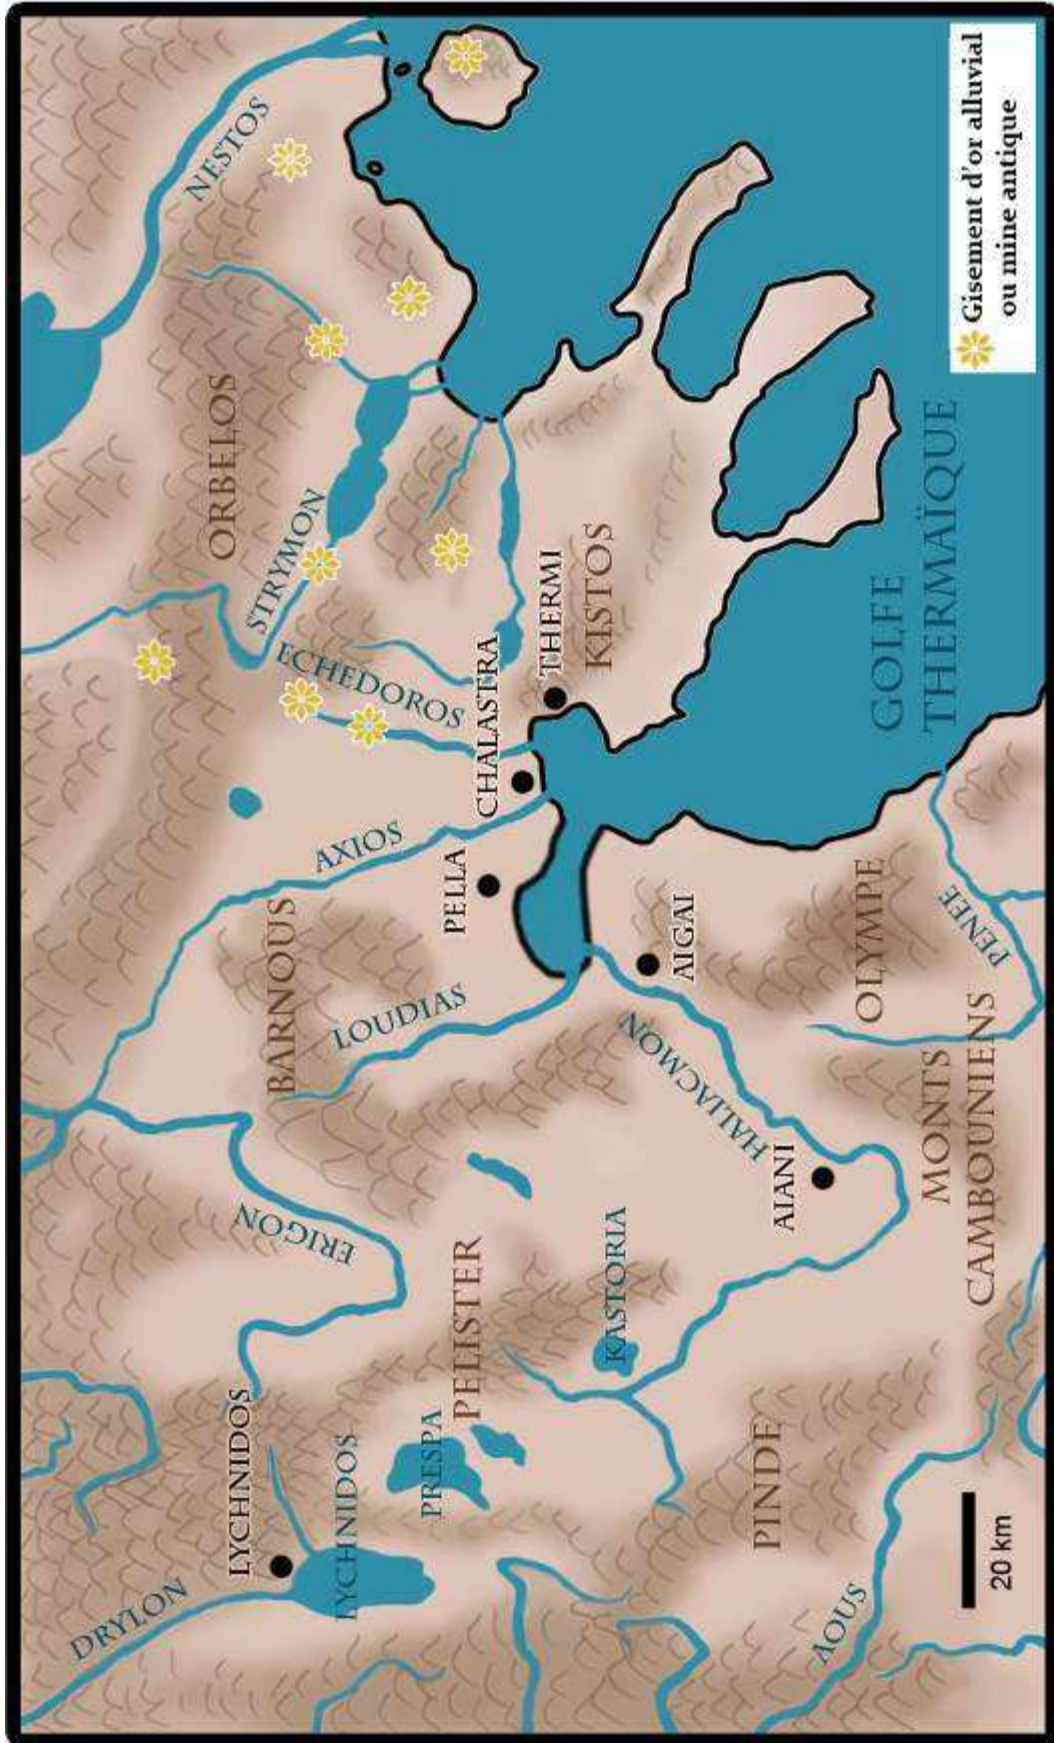 DRYLON
LYCHNIDOS
LYCHNIDOS
PRESPA
PELISTER
KASTORIA
PINDE
AOUS
20 km
ERIGON
BARNOUS
LOUDIAS
AXIOS
PELLA
CHALASTRA
ECHEDOROS
STRYMON
ORBELOS
NESTOS
THERMI
KISTOS
AIGAI
HALIACMON
AIANI
OLYMPE
PENEE
MONTS
CAMBOUNIENS
GOLFE
THERMAÏQUE
Gisement d'or alluvial
ou mine antique